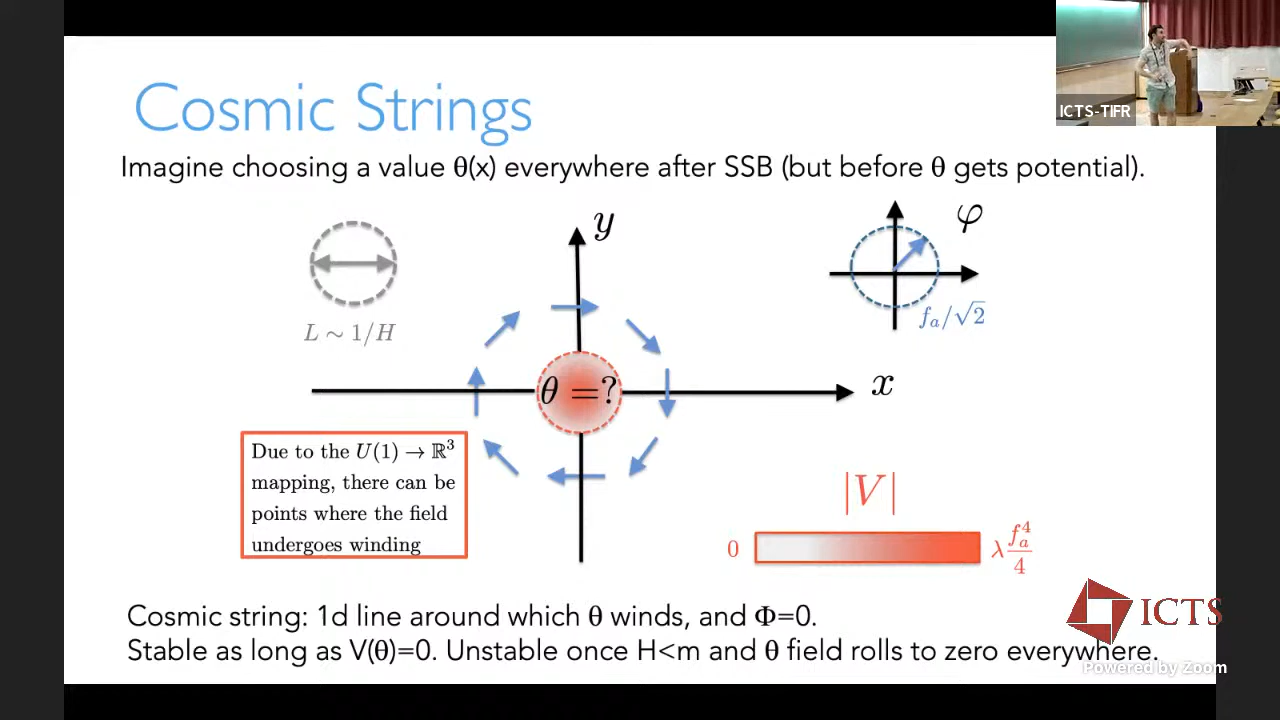 Cosmic Strings
ICTS-TIFR
Imagine choosing a value θ(x) everywhere after SSB (but before θ gets potential).
y
φ
L ∼ 1/H
f_a/√2
θ =?
x
Due to the U(1) → ℝ³
mapping, there can be
points where the field
undergoes winding
|V|
0
λ f_a^4/4
Cosmic string: 1d line around which θ winds, and Φ=0.
ICTS
Stable as long as V(θ)=0. Unstable once H<m and θ field rolls to zero everywhere.
Powered by Zoom